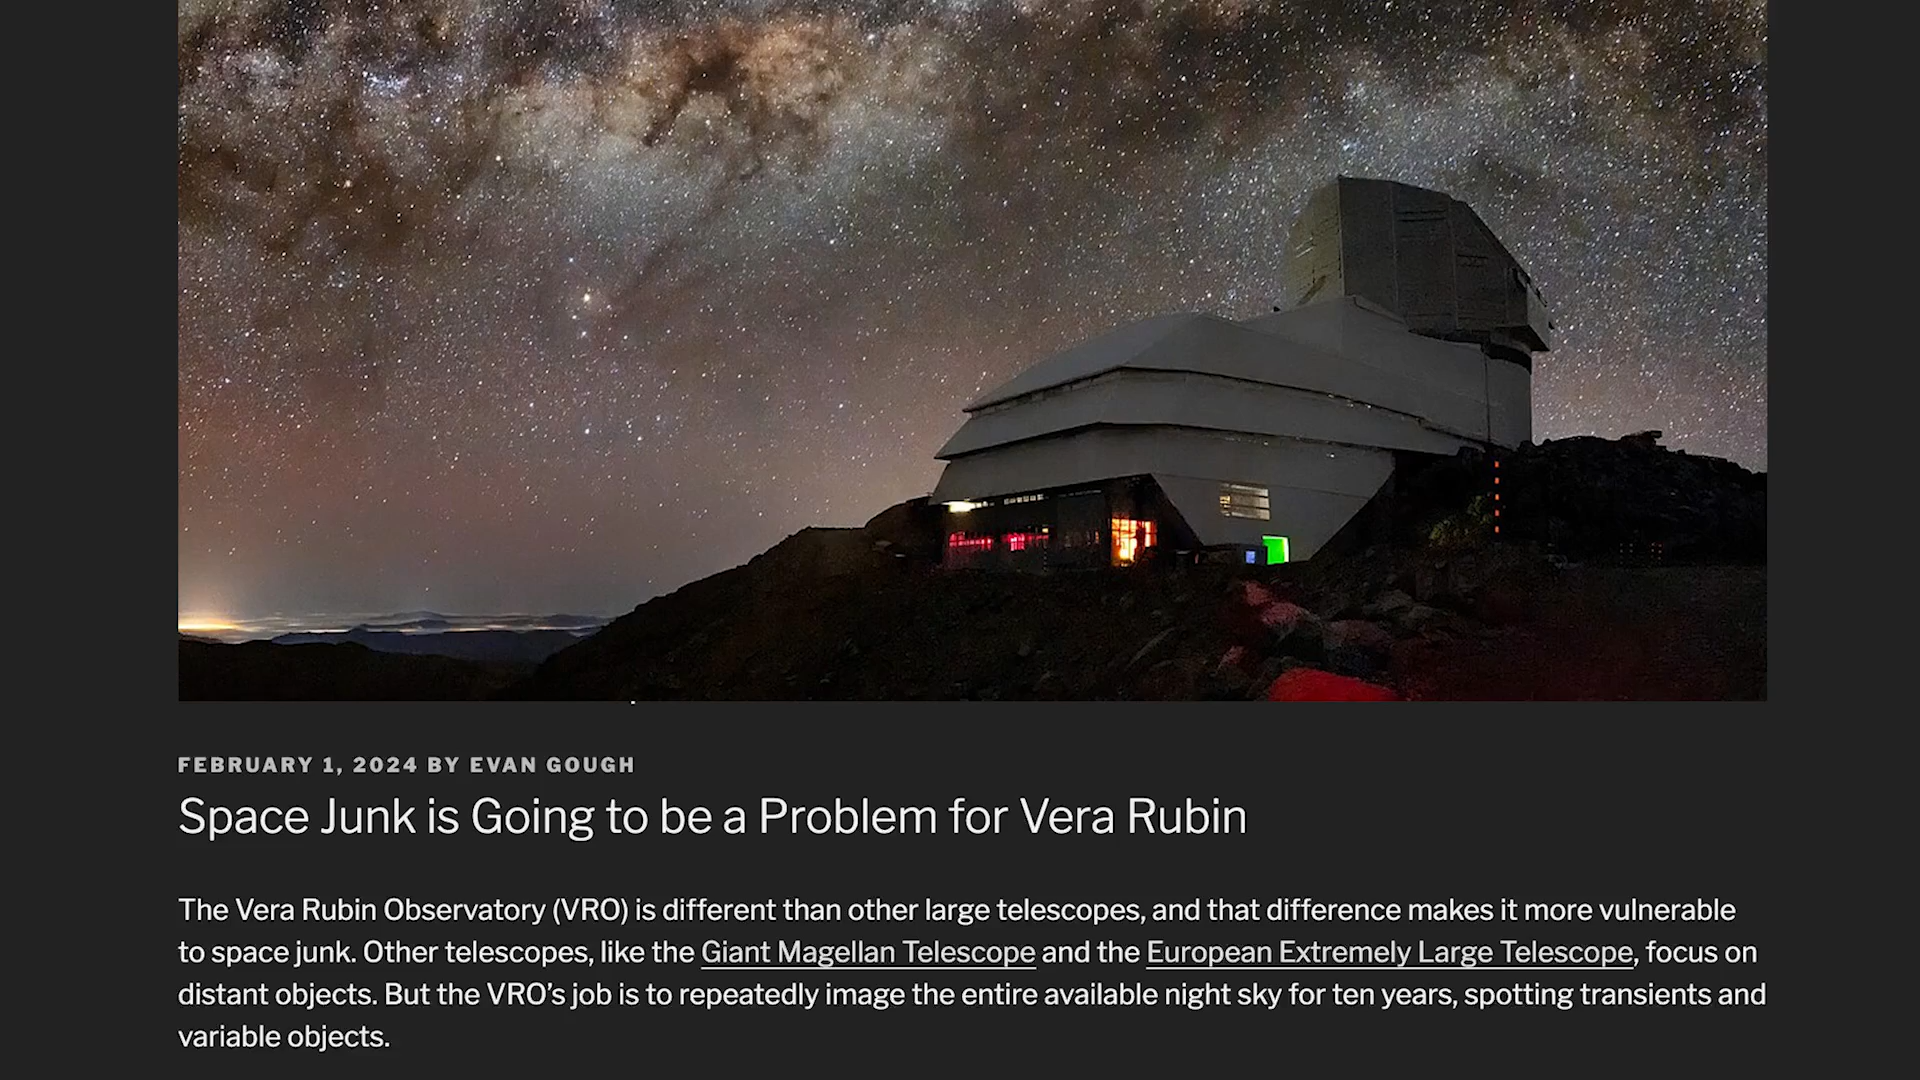 FEBRUARY 1, 2024 BY EVAN GOUGH
Space Junk is Going to be a Problem for Vera Rubin
The Vera Rubin Observatory (VRO) is different than other large telescopes, and that difference makes it more vulnerable
to space junk. Other telescopes, like the Giant Magellan Telescope and the European Extremely Large Telescope, focus on
distant objects. But the VRO’s job is to repeatedly image the entire available night sky for ten years, spotting transients and
variable objects.